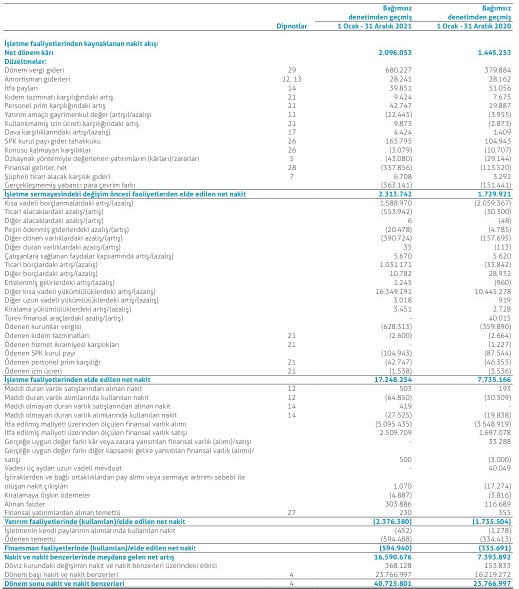 Bağımsız Bağımsız
denetimden geçmiş denetimden geçmiş
Dipnotlar 1 Ocak - 31 Aralık 2021 1 Ocak - 31 Aralık 2020
İşletme faaliyetlerinden kaynaklanan nakit akışı
Net dönem kârı 2.096.053 1.445.253
Düzeltmeler:
Dönem vergi gideri 29 680.227 379.884
Amortisman giderleri 12, 13 28.241 28.162
İtfa payları 14 39.851 51.056
Kıdem tazminatı karşılığındaki artış 21 9.424 7.675
Personel prim karşılığındaki artış 21 42.747 19.887
Yatırım amaçlı gayrimenkul değer (artışı)/azalışı 11 (22.445) (3.955)
Kullanılmamış izin ücreti karşılığındaki artış 21 9.873 (2.873)
Dava karşılıklarındaki artış/(azalış) 17 4.424 1.409
SPK kurul payı gider tahakkuku 26 165.795 104.943
Konusu kalmayan karşılıklar 26 (3.079) (10.707)
Özkaynak yöntemiyle değerlenen yatırımların (kârları)/zararları 5 (43.080) (29.144)
Finansal gelirler, net 28 (337.856) (113.520)
Şüpheli ticari alacak karşılık gideri 7 6.708 3.292
Gerçekleşmemiş yabancı para çevrim farkı (363.141) (151.441)
İşletme sermayesindeki değişim öncesi faaliyetlerden elde edilen net nakit 2.313.742 1.729.921
Kısa vadeli borçlanmalardaki artış/(azalış) 1.588.970 (2.059.367)
Ticari alacaklardaki azalış/(artış) (553.942) (30.300)
Diğer alacaklardaki azalış/(artış) 6 (48)
Peşin ödenmiş giderlerdeki azalış/(artış) (20.478) (4.785)
Diğer dönen varlıklardaki azalış/(artış) (390.724) (157.695)
Diğer duran varlıklardaki azalış/(artış) 35 (113)
Çalışanlara sağlanan faydalar kapsamında artış/(azalış) 5.670 5.620
Ticari borçlardaki artış/(azalış) 1.031.171 (33.842)
Diğer borçlardaki artış/(azalış) 10.782 28.932
Ertelenmiş gelirlerdeki artış/(azalış) 1.245 (960)
Diğer kısa vadeli yükümlülüklerdeki artış/(azalış) 16.349.191 10.445.278
Diğer uzun vadeli yükümlülüklerdeki artış/(azalış) 3.018 919
Kiralama yükümlülüklerdeki artış/(azalış) 3.451 2.728
Türev finansal araçlardaki azalış/(artış) - 40.015
Ödenen kurumlar vergisi (628.313) (359.890)
Ödenen kıdem tazminatları 21 (2.600) (2.664)
Ödenen hizmet ikramiyesi karşılıkları 21 - (1.227)
Ödenen SPK kurul payı (104.943) (87.544)
Ödenen personel prim karşılığı 21 (42.747) (46.355)
Ödenen izin ücreti 21 (1.538) (3.536)
İşletme faaliyetlerinden elde edilen net nakit 17.248.254 7.735.166
Maddi duran varlık satışlarından alınan nakit 12 503 193
Maddi duran varlık alımlarında kullanılan nakit 12 (64.850) (30.309)
Maddi olmayan duran varlık satışlarından alınan nakit 14 419 -
Maddi olmayan duran varlık alımlarında kullanılan nakit 14 (27.525) (19.838)
İtfa edilmiş maliyeti üzerinden ölçülen finansal varlık alımı (5.095.435) (3.548.919)
İtfa edilmiş maliyeti üzerinden ölçülen finansal varlık satışı 2.509.709 1.697.078
Gerçeğe uygun değer farkı kâr veya zarara yansıtılan finansal varlık (alımı)/satışı - 33.288
Gerçeğe uygun değer farkı diğer kapsamlı gelire yansıtılan finansal varlık (alımı)/
satışı 500 (3.000)
Vadesi üç aydan uzun vadeli mevduat - 40.049
İştiraklerden ve bağlı ortaklıklardan pay alımı veya sermaye artırımı sebebi ile
oluşan nakit çıkışları 1.070 (17.274)
Kiralamaya ilişkin ödemeler (4.887) (3.816)
Alınan faizler 303.886 116.689
Finansal yatırımlardan alınan temettü 27 230 355
Yatırım faaliyetlerinde (kullanılan)/elde edilen net nakit (2.376.380) (1.735.504)
İşletmenin kendi paylarının alımlarında kullanılan nakit (452) (1.278)
Ödenen temettü (594.488) (334.413)
Finansman faaliyetlerinde (kullanılan)/elde edilen net nakit (594.940) (335.691)
Nakit ve nakit benzerlerinde meydana gelen net artış 16.590.676 7.393.892
Döviz kurundaki değişimin nakit ve nakit benzerleri üzerindeki etkisi 368.128 153.833
Dönem başı nakit ve nakit benzerleri 4 23.766.997 16.219.272
Dönem sonu nakit ve nakit benzerleri 4 40.725.801 23.766.997